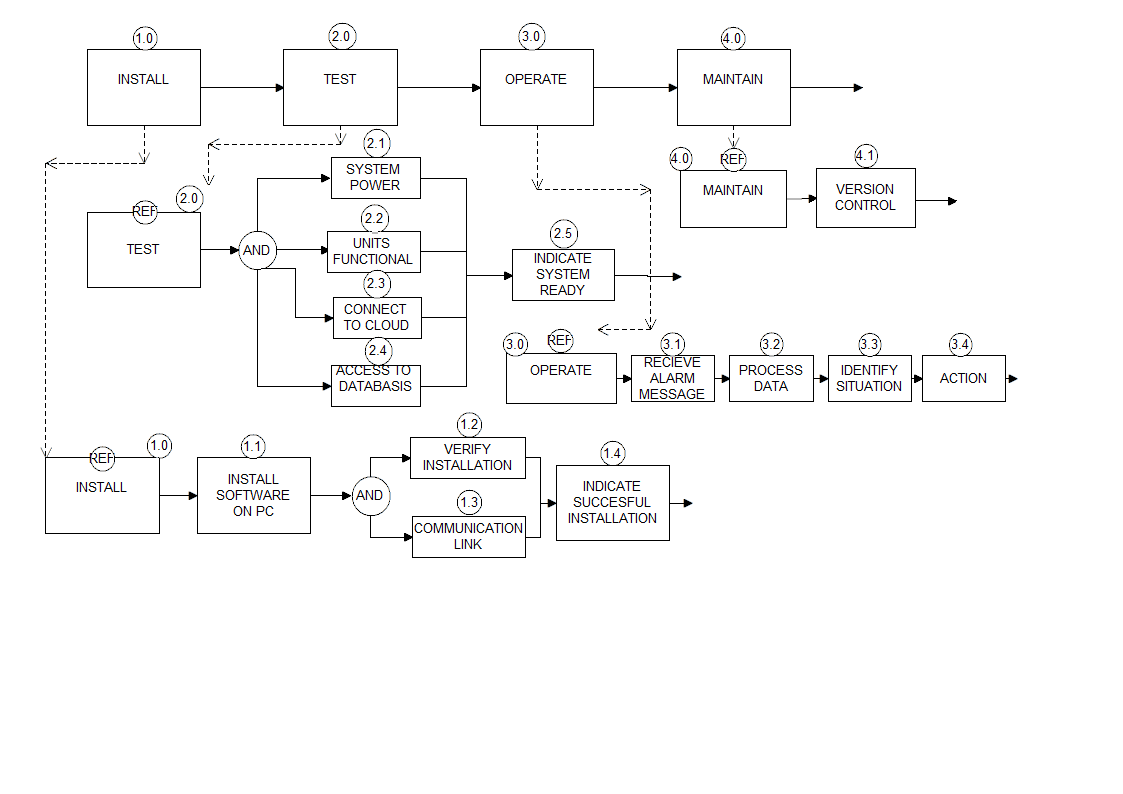 1.0
2.0
3.0
4.0
INSTALL
TEST
OPERATE
MAINTAIN
2.1
SYSTEM
POWER
4.0
REF
MAINTAIN
4.1
VERSION
CONTROL
REF
2.0
TEST
AND
2.2
UNITS
FUNCTIONAL
2.3
CONNECT
TO CLOUD
2.4
ACCESS TO
DATABASIS
2.5
INDICATE
SYSTEM
READY
3.0
REF
OPERATE
3.1
RECIEVE
ALARM
MESSAGE
3.2
PROCESS
DATA
3.3
IDENTIFY
SITUATION
3.4
ACTION
REF
1.0
INSTALL
1.1
INSTALL
SOFTWARE
ON PC
AND
1.2
VERIFY
INSTALLATION
1.3
COMMUNICATION
LINK
1.4
INDICATE
SUCCESFUL
INSTALLATION